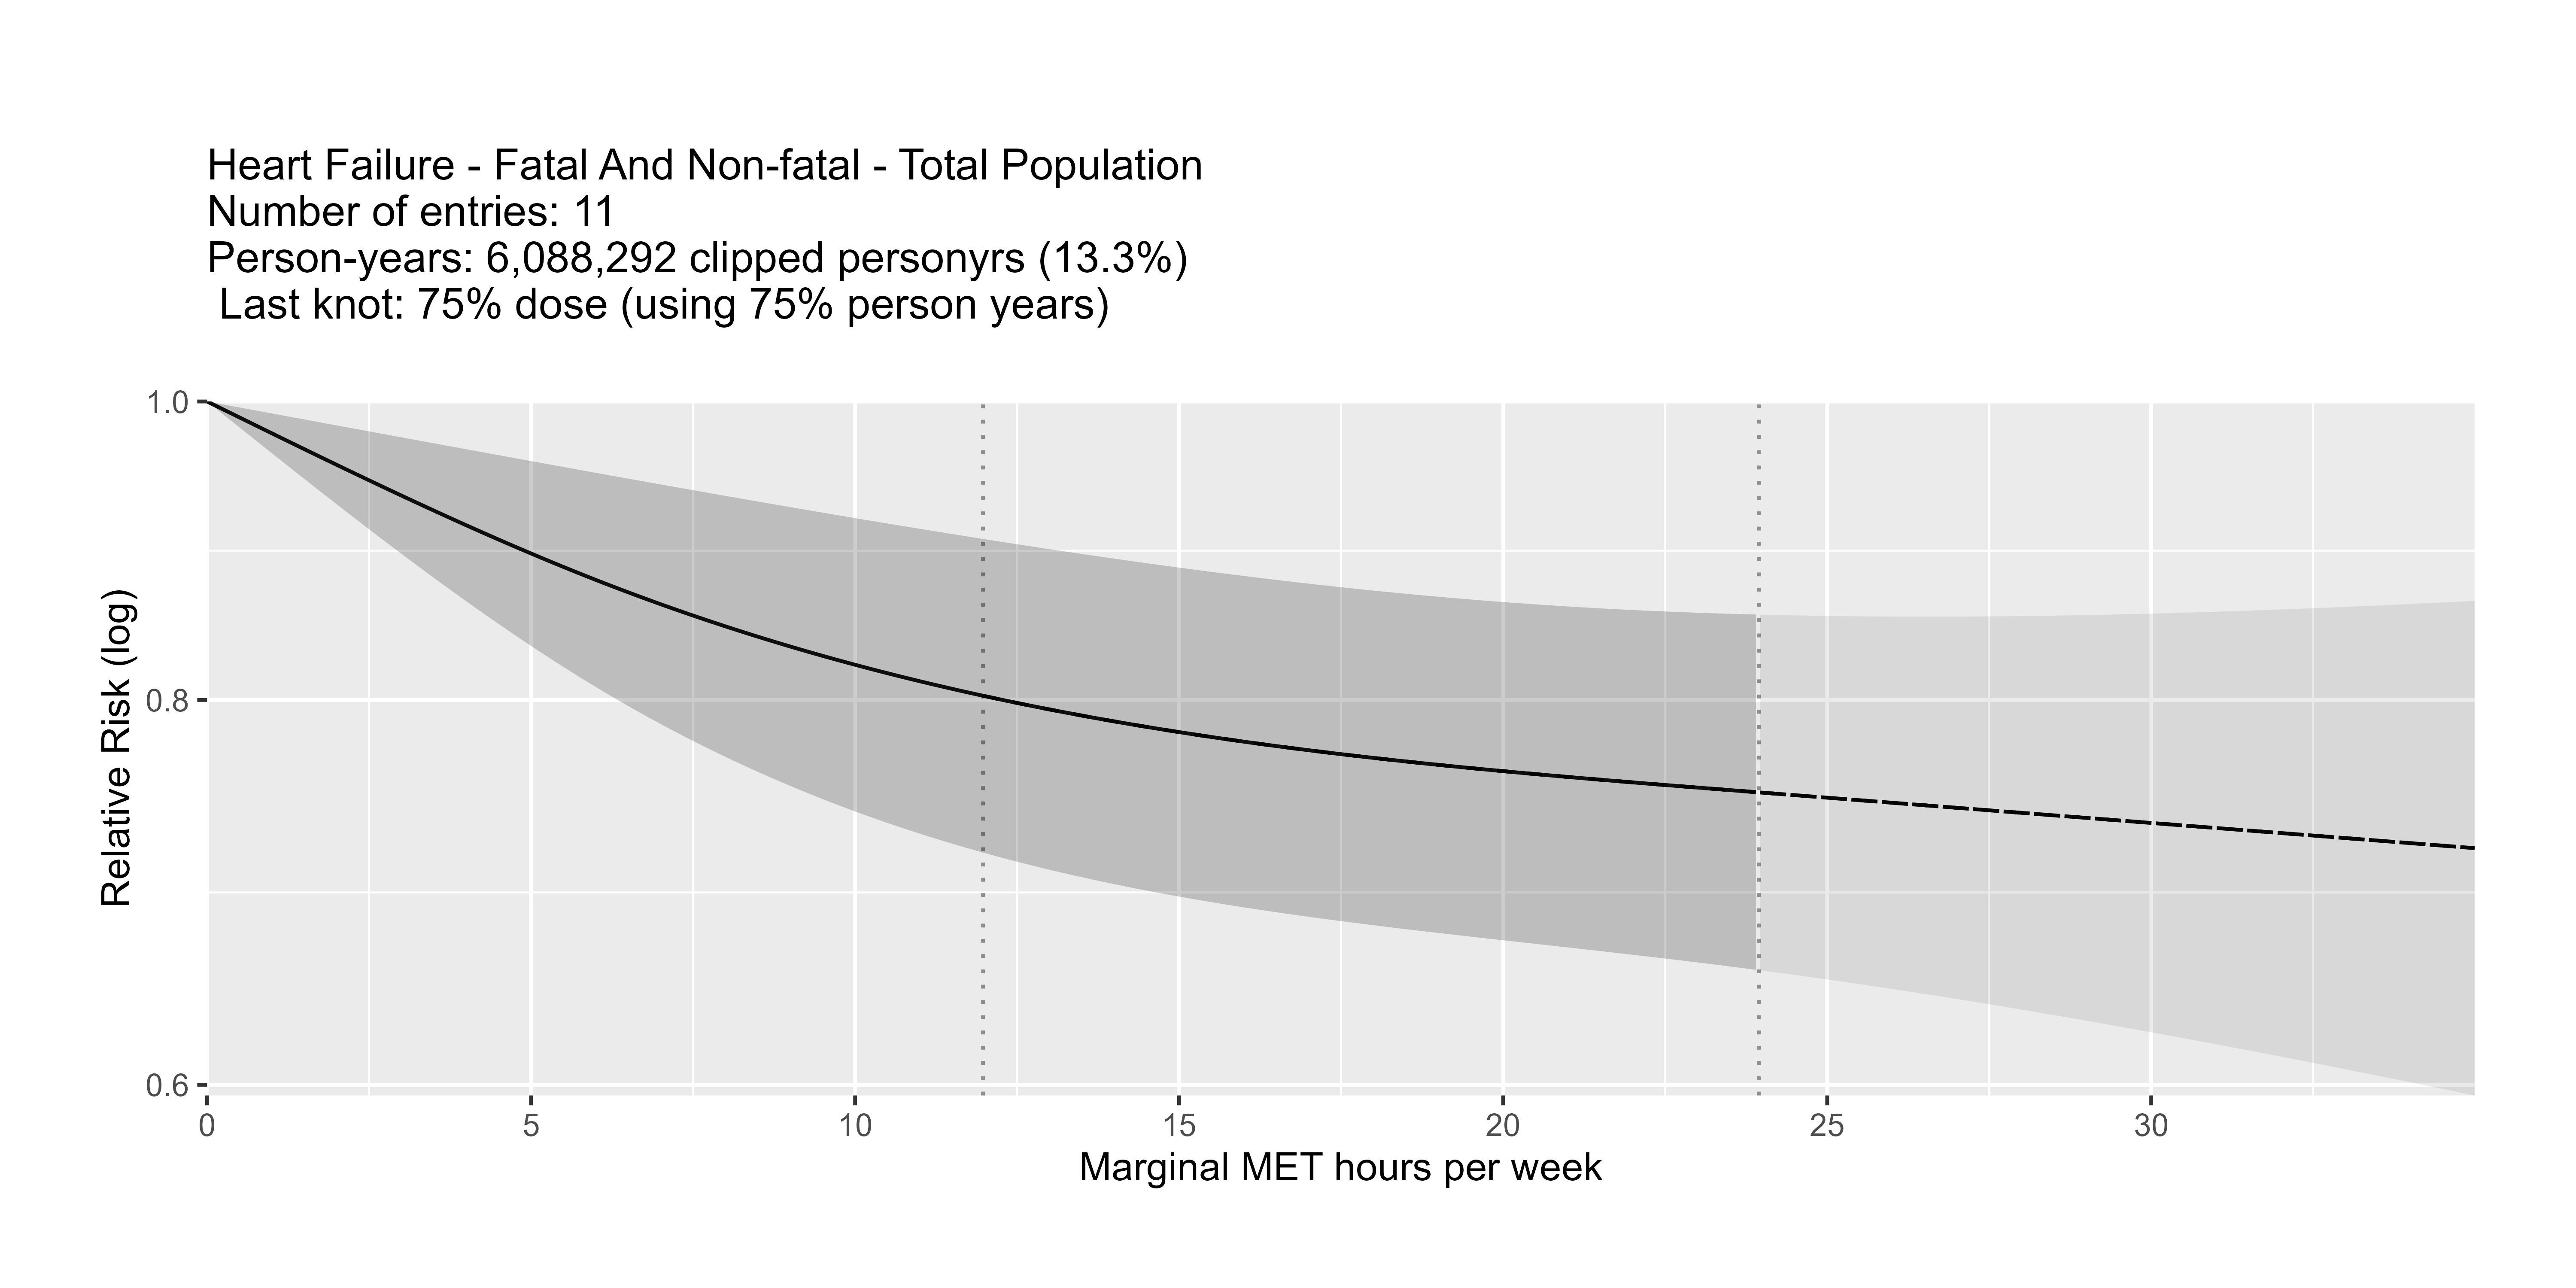 Heart Failure - Fatal And Non-fatal - Total Population
Number of entries: 11
Person-years: 6,088,292 clipped personyrs (13.3%)
Last knot: 75% dose (using 75% person years)
1.0
0.8
0.6
Relative Risk (log)
0 5 10 15 20 25 30
Marginal MET hours per week